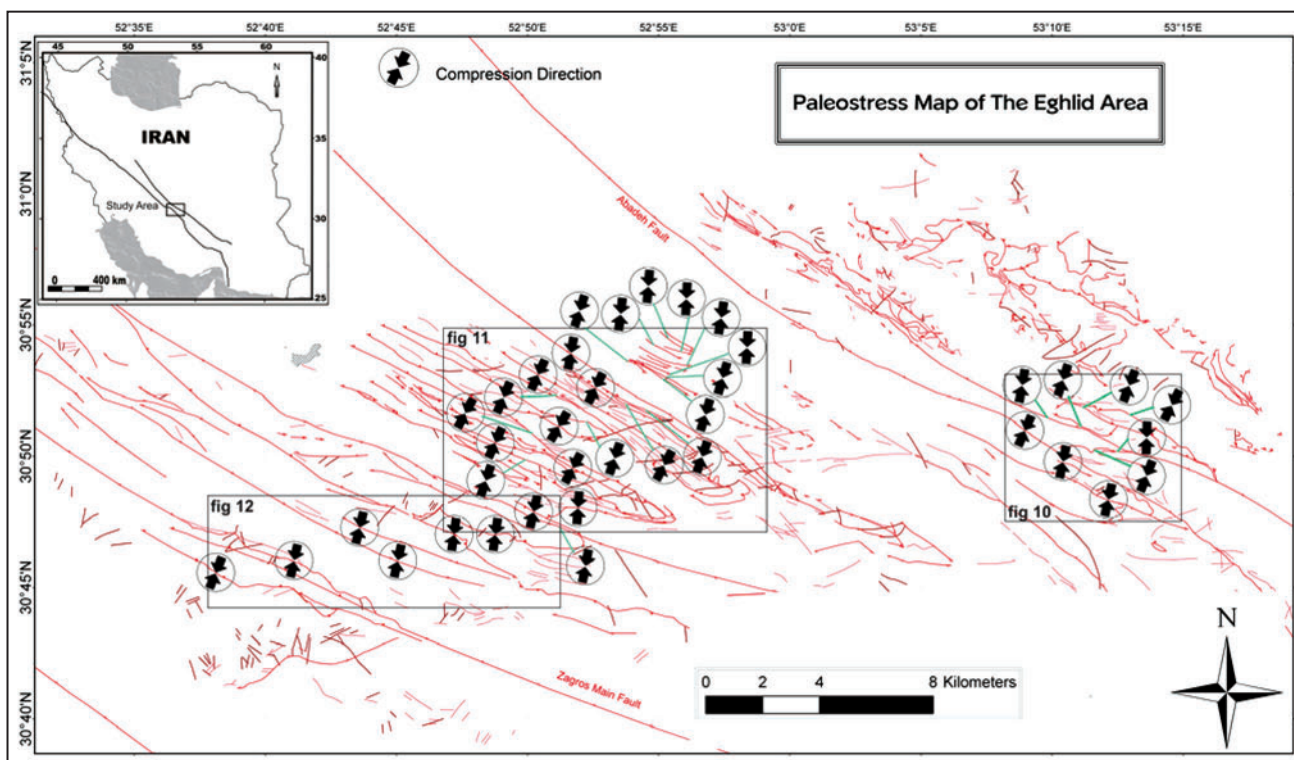 52°35'E 52°40'E 52°45'E 52°50'E 52°55'E 53°0'E 53°5'E 53°10'E 53°15'E
31°5'N
31°0'N
30°55'N
30°50'N
30°45'N
30°40'N
45 50 55 60
40
35
30
25
N
IRAN
Study Area
0 400 km
Compression Direction
Paleostress Map of The Eghlid Area
Abadeh Fault
fig 11
fig 12
fig 10
Zagros Main Fault
0 2 4 8 Kilometers
N